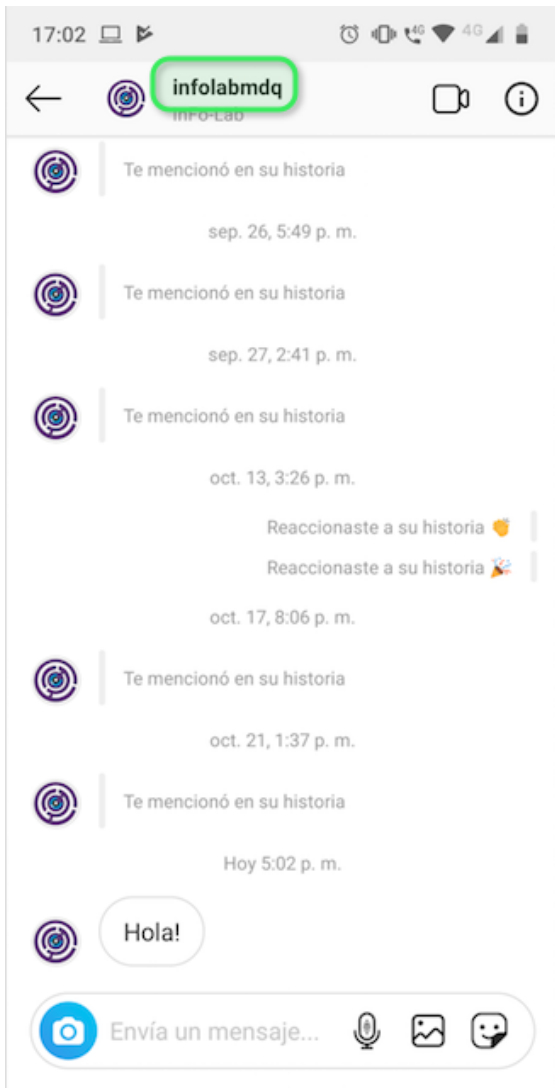 17:02 4G 4G
infolabmdq
InFo-Lab
Te mencionó en su historia
sep. 26, 5:49 p. m.
Te mencionó en su historia
sep. 27, 2:41 p. m.
Te mencionó en su historia
oct. 13, 3:26 p. m.
Reaccionaste a su historia 👏
Reaccionaste a su historia 🎉
oct. 17, 8:06 p. m.
Te mencionó en su historia
oct. 21, 1:37 p. m.
Te mencionó en su historia
Hoy 5:02 p. m.
Hola!
Envía un mensaje...